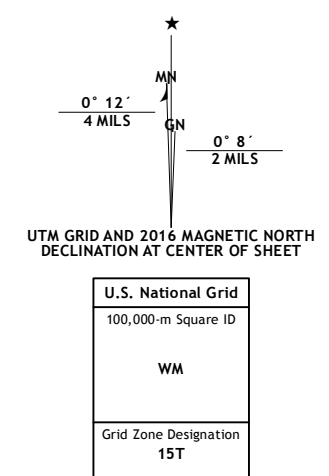 MN
0° 12´
4 MILS
GN
0° 8´
2 MILS
UTM GRID AND 2016 MAGNETIC NORTH
DECLINATION AT CENTER OF SHEET
U.S. National Grid
100,000-m Square ID
WM
Grid Zone Designation
15T